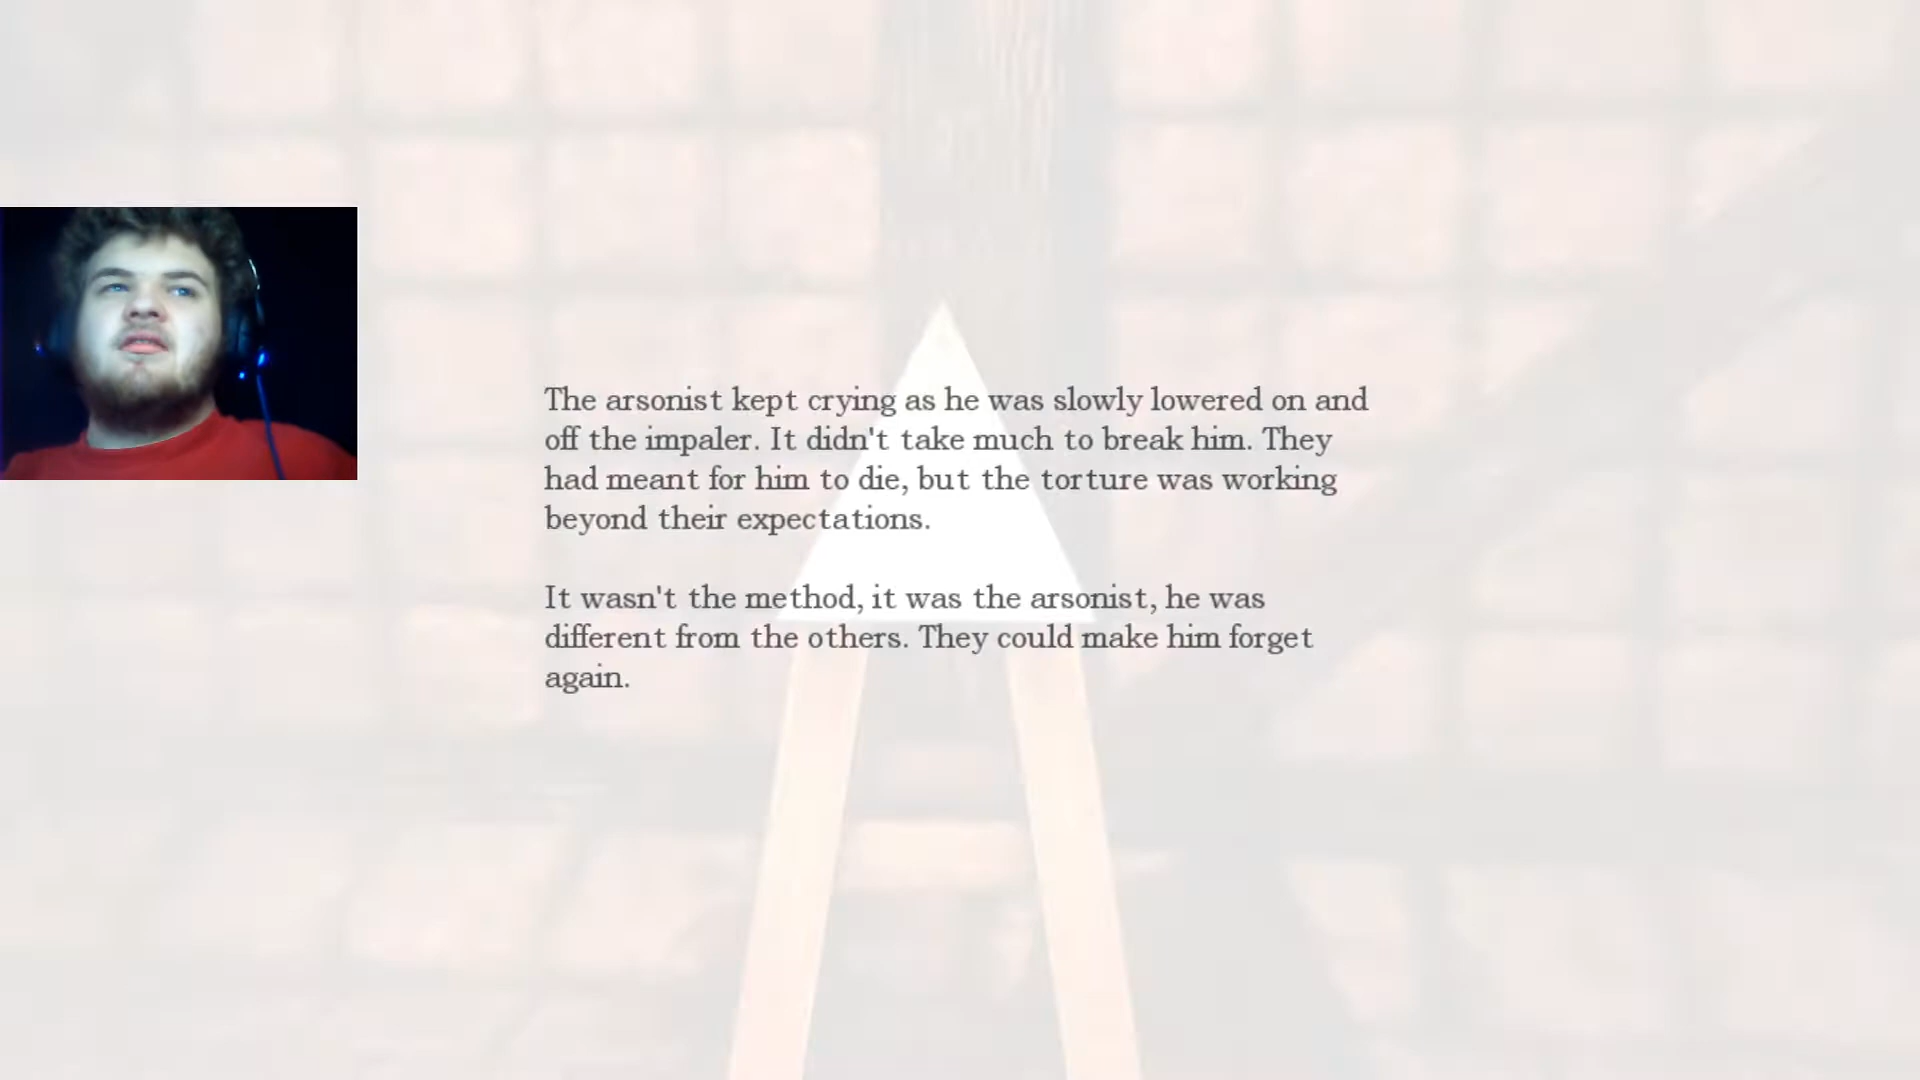 The arsonist kept crying as he was slowly lowered on and
off the impaler. It didn't take much to break him. They
had meant for him to die, but the torture was working
beyond their expectations.
It wasn't the method, it was the arsonist, he was
different from the others. They could make him forget
again.